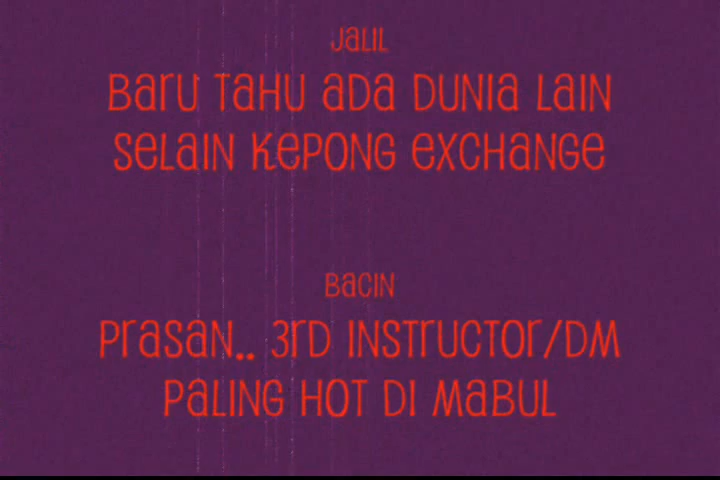 Jalil
Baru tahu ada dunia lain
selain Kepong Exchange
Bacin
Prasan.. 3rd Instructor/DM
paling hot di Mabul